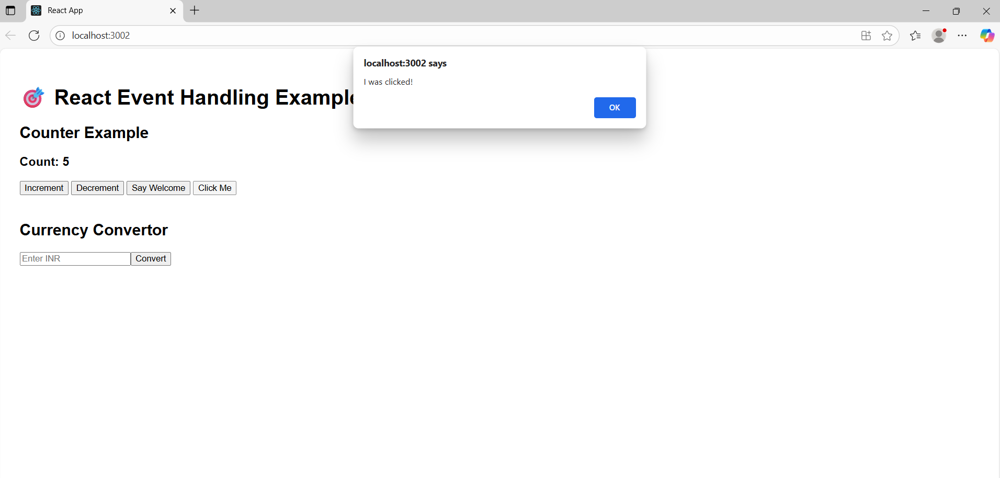 React App
localhost:3002
localhost:3002 says
I was clicked!
OK
React Event Handling Example
Counter Example
Count: 5
Increment Decrement Say Welcome Click Me
Currency Convertor
Enter INR Convert